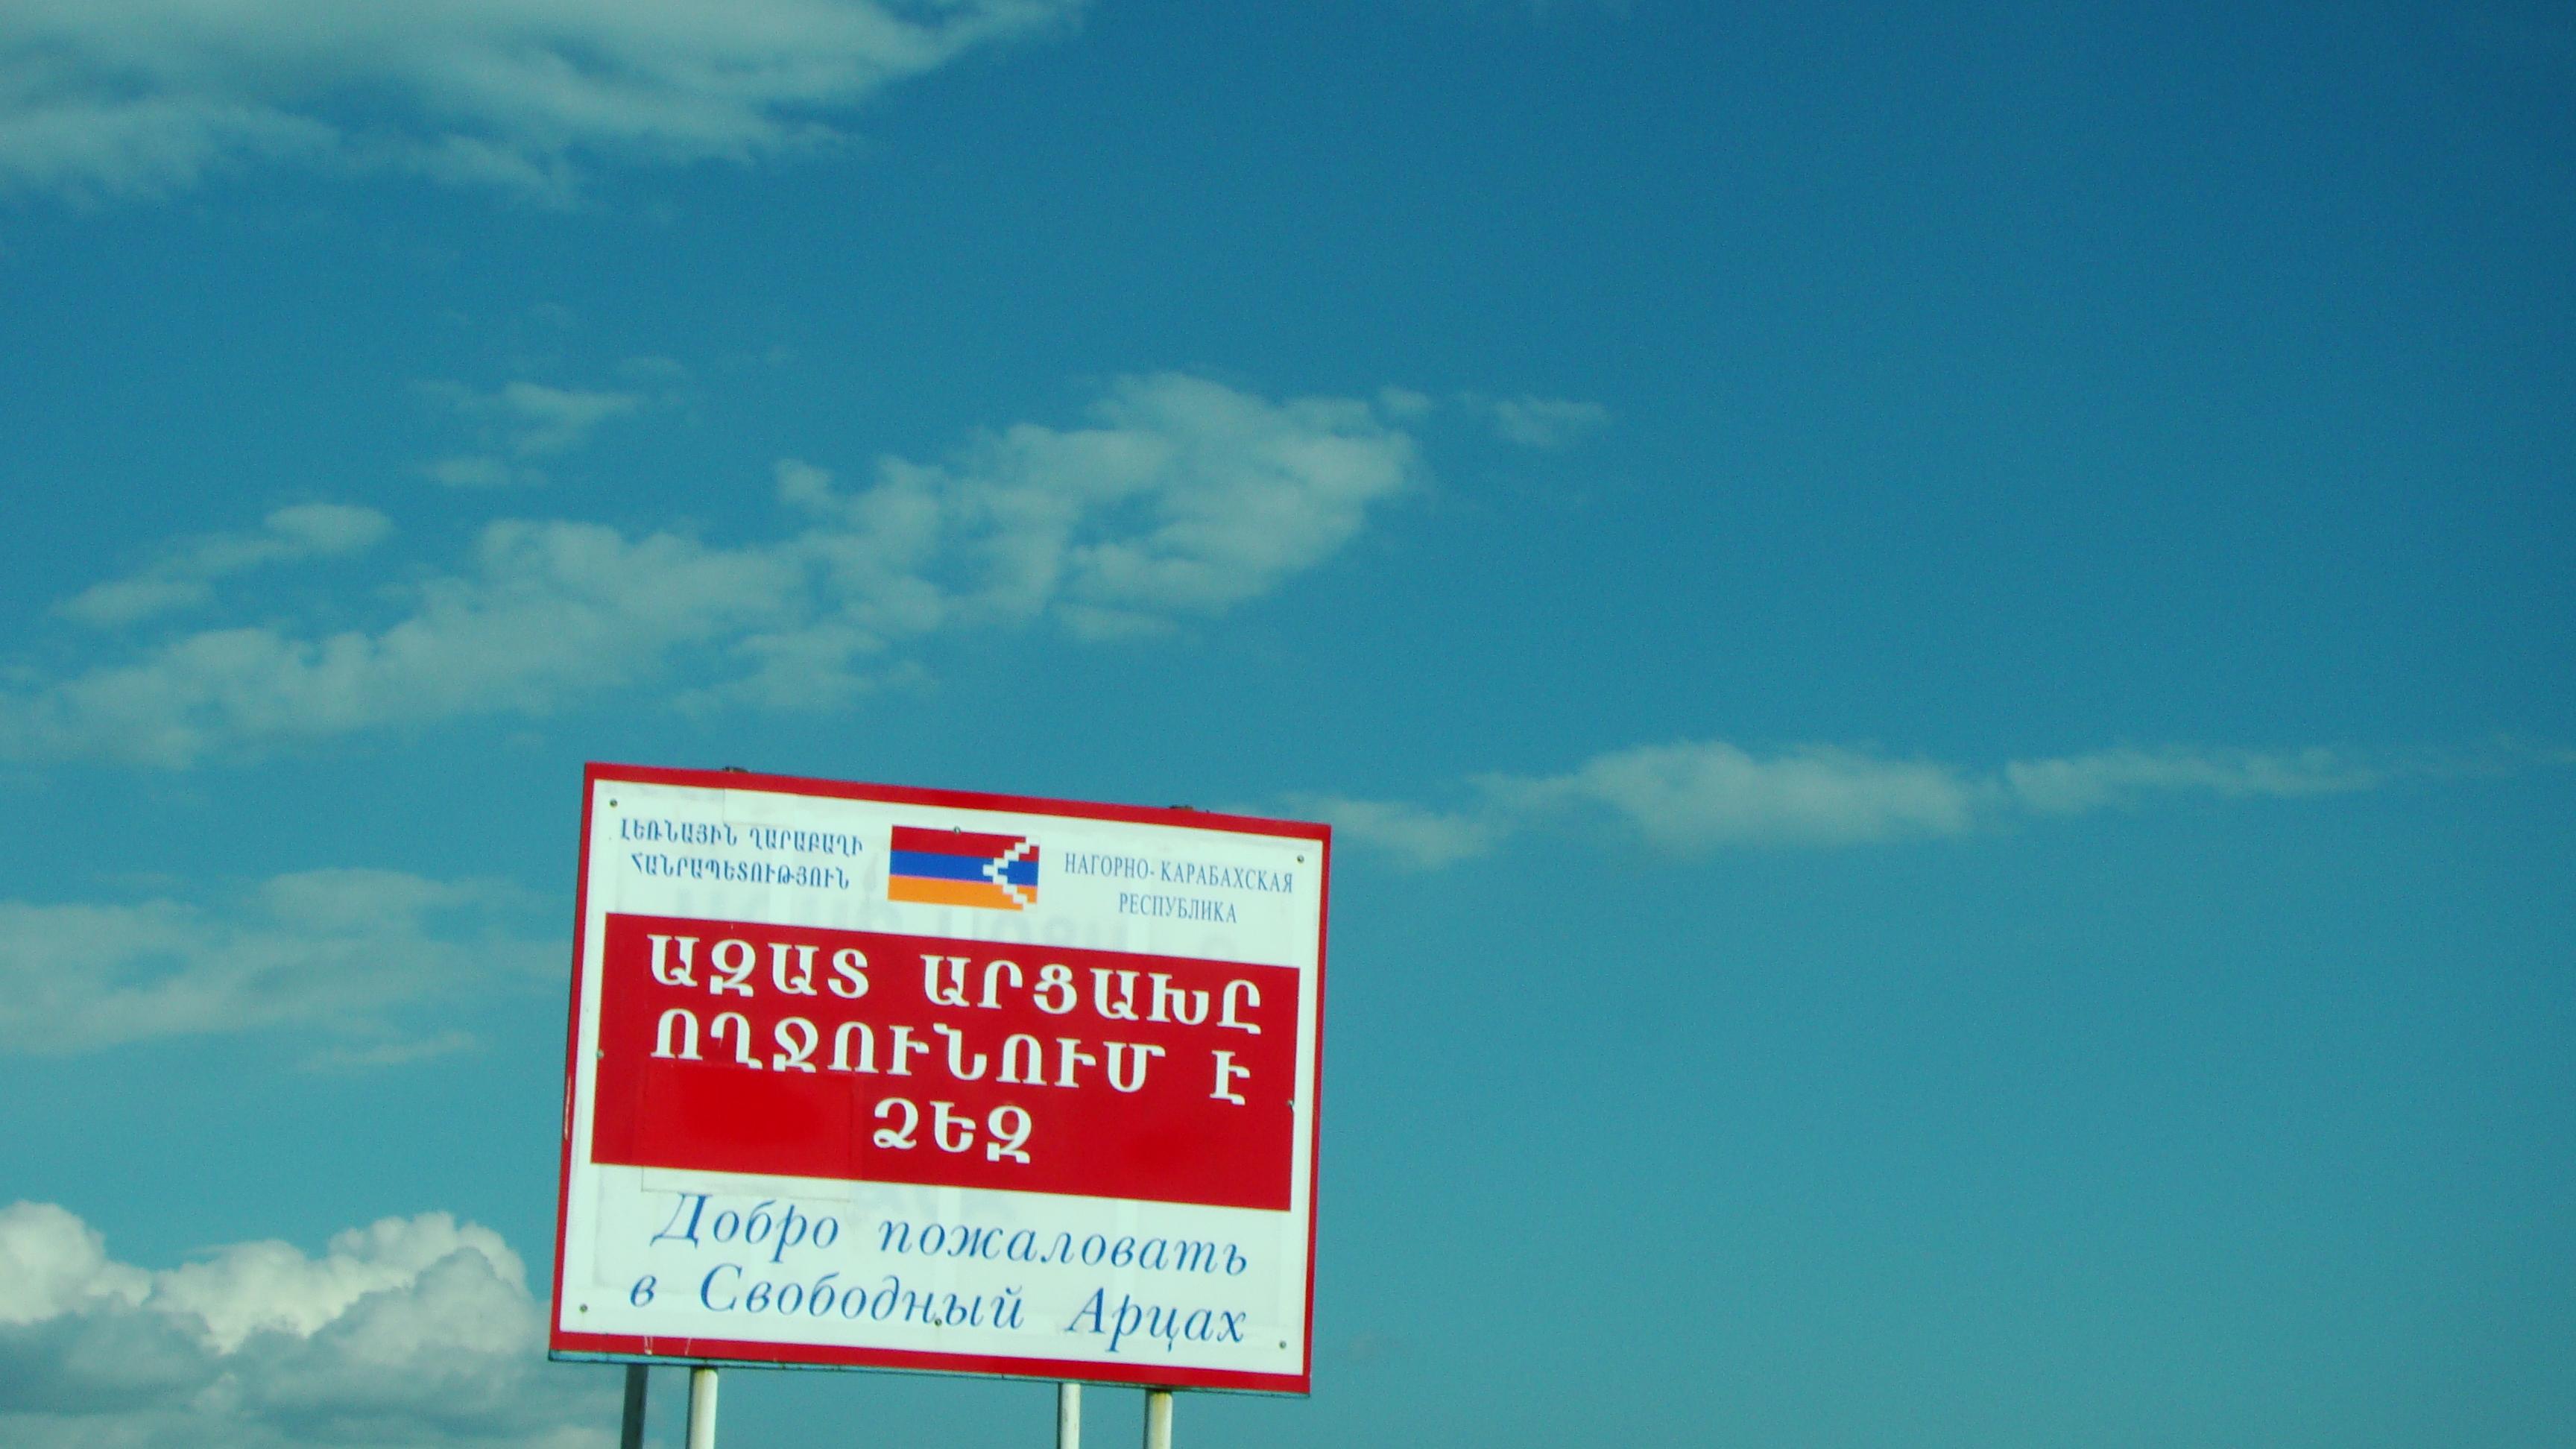 ԼԵՌՆԱՅԻՆ ՂԱՐԱԲԱՂԻ
ՀԱՆՐԱՊԵՏՈՒԹՅՈՒՆ
НАГОРНО- КАРАБАХСКАЯ
РЕСПУБЛИКА
ԱԶԱՏ ԱՐՑԱԽԸ
ՈՂՋՈՒՆՈՒՄ Է
ՁԵԶ
Добро пожаловать
в Свободный Арцах